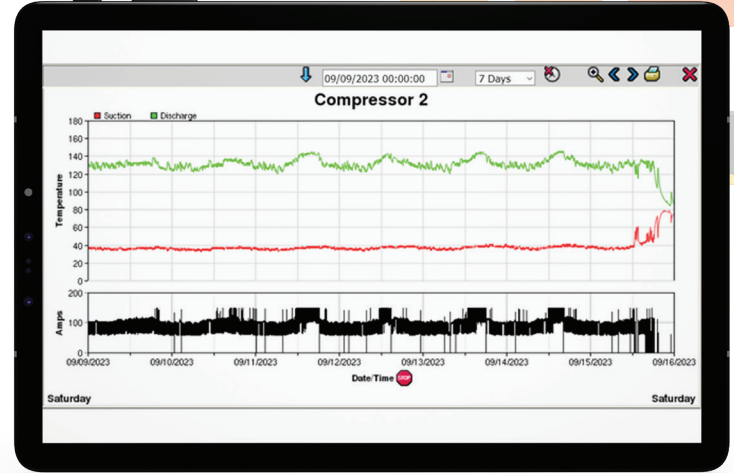 09/09/2023 00:00:00 7 Days
Compressor 2
Suction Discharge
180
160
140
120
100
80
60
40
20
0
Temperature
200
100
0
Amps
09/09/2023 09/10/2023 09/11/2023 09/12/2023 09/13/2023 09/14/2023 09/15/2023 09/16/2023
Date/Time STOP
Saturday Saturday